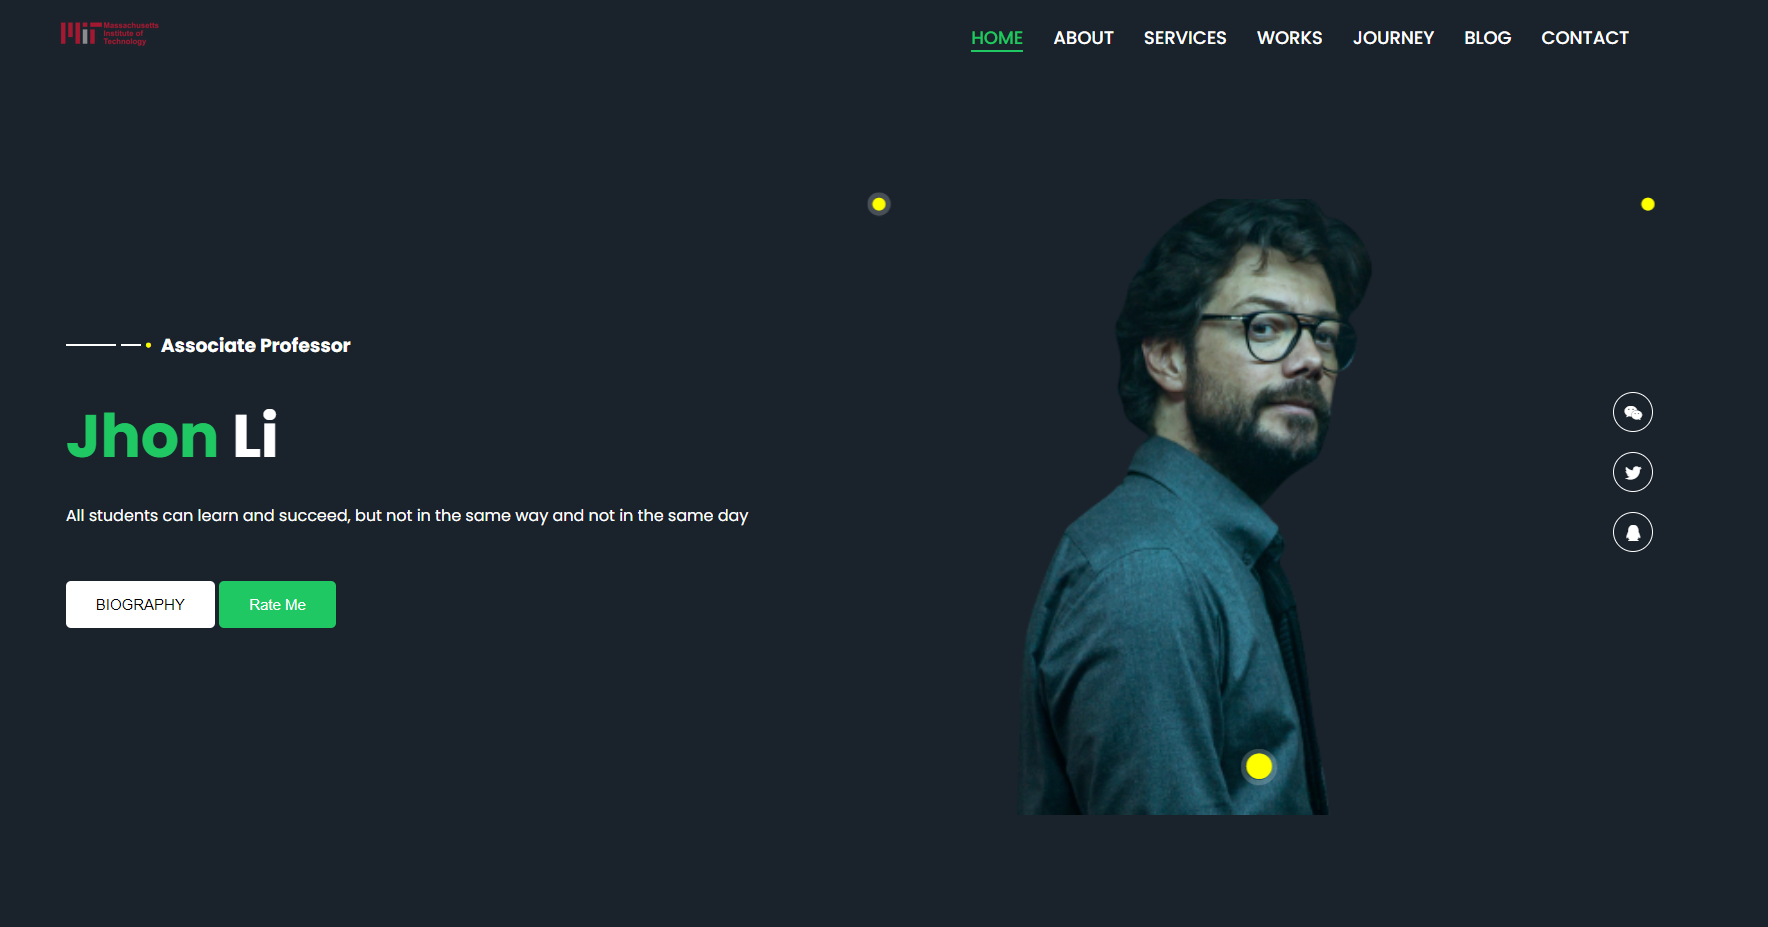 Massachusetts
Institute of
Technology
HOME ABOUT SERVICES WORKS JOURNEY BLOG CONTACT
Associate Professor
Jhon Li
All students can learn and succeed, but not in the same way and not in the same day
BIOGRAPHY Rate Me